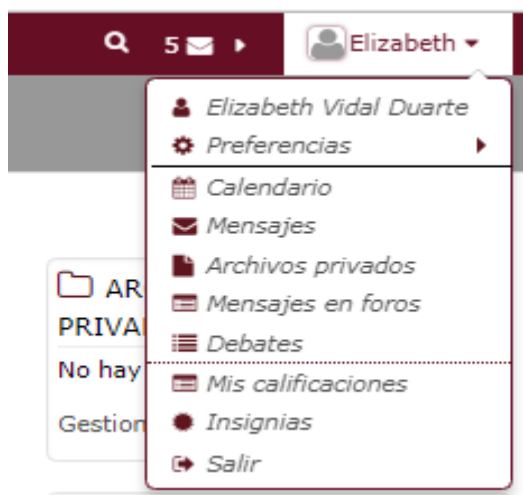 5
Elizabeth
Elizabeth Vidal Duarte
Preferencias
Calendario
Mensajes
Archivos privados
Mensajes en foros
Debates
Mis calificaciones
Insignias
Salir
AR
PRIVA
No hay
Gestion